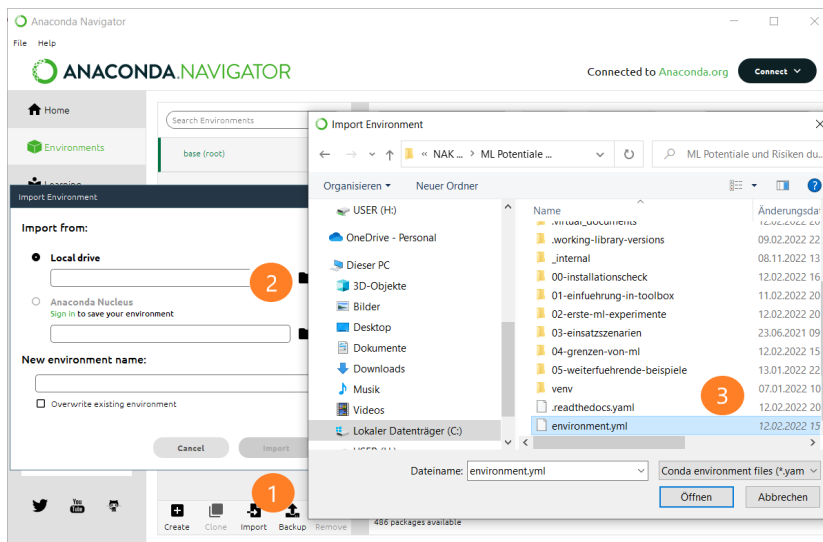 Anaconda Navigator
File Help
ANACONDA.NAVIGATOR
Connected to Anaconda.org
Connect
Home
Search Environments
Environments
base (root)
Learning
Import Environment
Import from:
Local drive
2
Anaconda Nucleus
Sign in to save your environment
New environment name:
Overwrite existing environment
Cancel
Import
1
Create
Clone
Import
Backup
Remove
486 packages available
You
Tube
Import Environment
« NAK ... > ML Potentiale ...
ML Potentiale und Risiken du..
Organisieren
Neuer Ordner
USER (H:)
OneDrive - Personal
Dieser PC
3D-Objekte
Bilder
Desktop
Dokumente
Downloads
Musik
Videos
Lokaler Datenträger (C:)
Name
Änderungsda
.virtual_documents
.working-library-versions 09.02.2022 22
_internal 08.11.2022 13
00-installationscheck 12.02.2022 16
01-einfuehrung-in-toolbox 11.02.2022 20
02-erste-ml-experimente 12.02.2022 20
03-einsatzszenarien 23.06.2021 09
04-grenzen-von-ml 12.02.2022 15
05-weiterfuehrende-beispiele 13.01.2022 22
venv 07.01.2022 10
3
.readthedocs.yaml 12.02.2022 20
environment.yml 12.02.2022 15
Dateiname:
environment.yml
Conda environment files (*.yam
Öffnen
Abbrechen